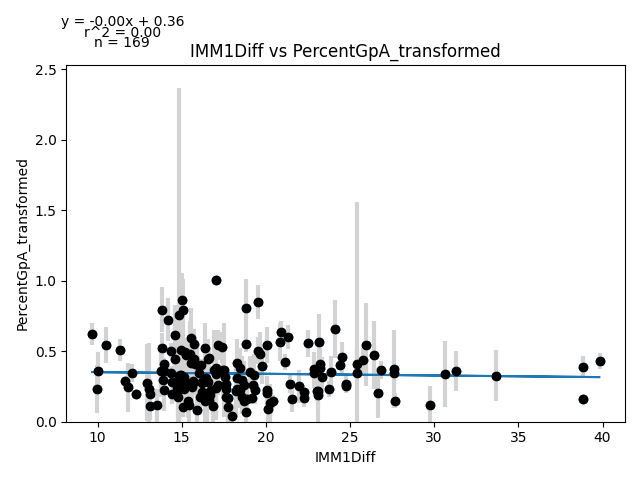 y = -0.00x + 0.36
r^2 = 0.00
n = 169
IMM1Diff vs PercentGpA_transformed
2.5
2.0
1.5
1.0
0.5
0.0
PercentGpA_transformed
10 15 20 25 30 35 40
IMM1Diff